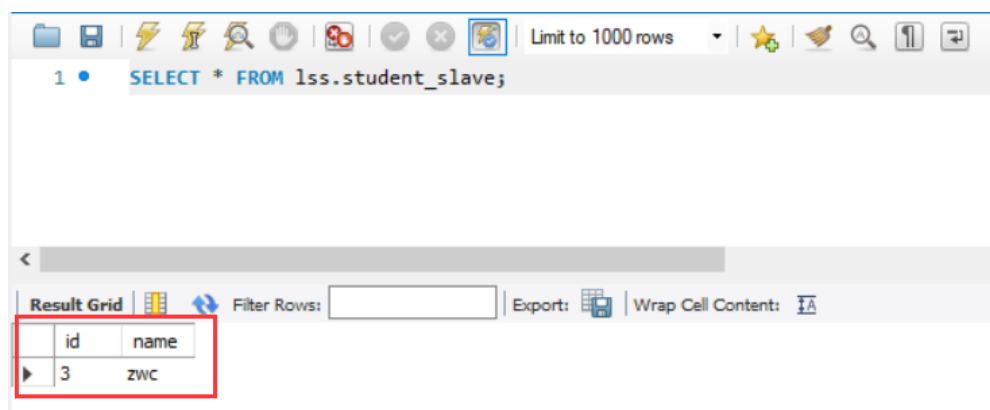 Limit to 1000 rows
1 SELECT * FROM lss.student_slave;
Result Grid Filter Rows: Export: Wrap Cell Content: IA
id name
3 zwc